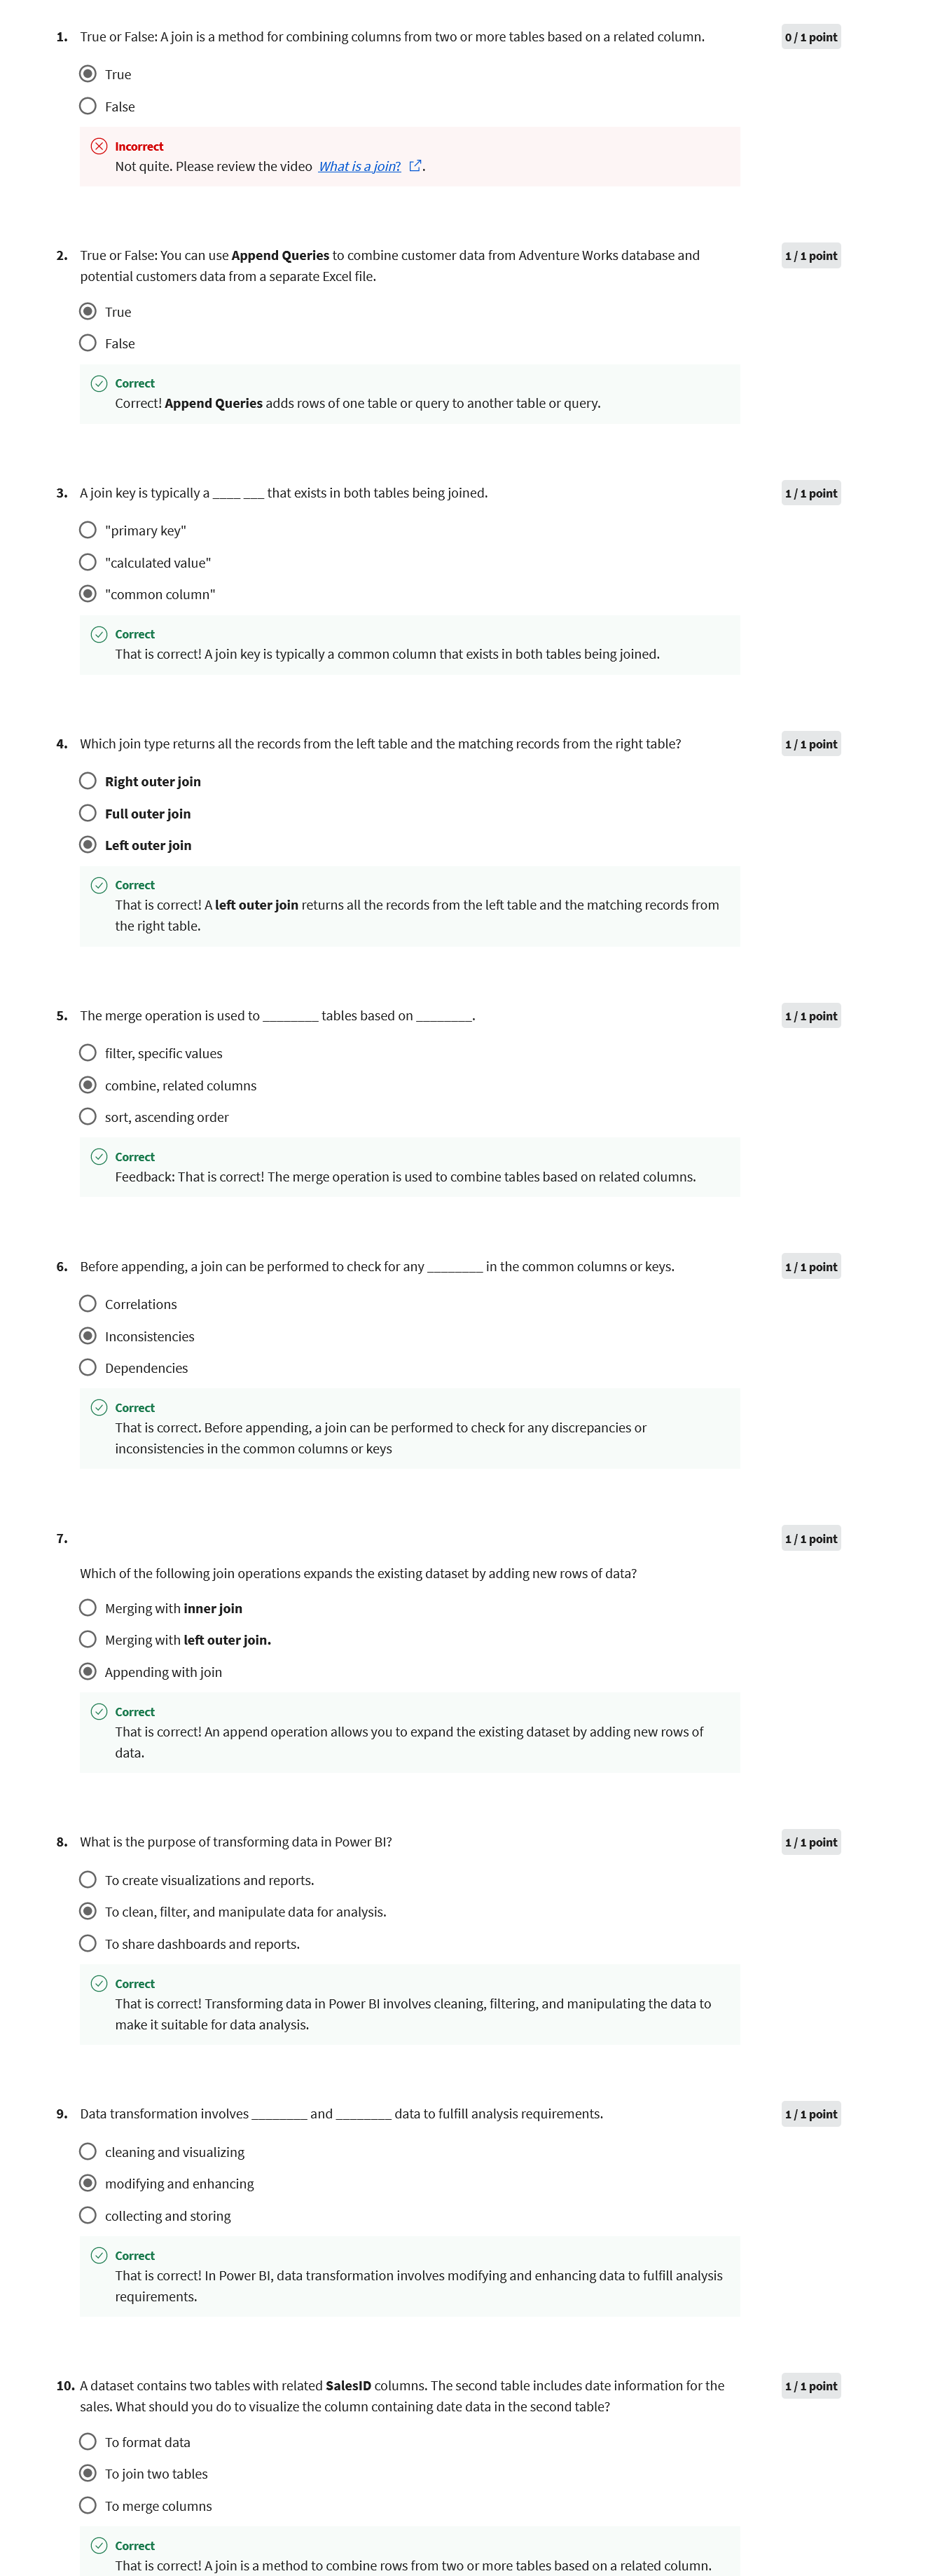 1. True or False: A join is a method for combining columns from two or more tables based on a related column.
0 / 1 point
True
False
Incorrect
Not quite. Please review the video What is a join? .
2. True or False: You can use Append Queries to combine customer data from Adventure Works database and
potential customers data from a separate Excel file.
1 / 1 point
True
False
Correct
Correct! Append Queries adds rows of one table or query to another table or query.
3. A join key is typically a ____ ___ that exists in both tables being joined.
1 / 1 point
"primary key"
"calculated value"
"common column"
Correct
That is correct! A join key is typically a common column that exists in both tables being joined.
4. Which join type returns all the records from the left table and the matching records from the right table?
1 / 1 point
Right outer join
Full outer join
Left outer join
Correct
That is correct! A left outer join returns all the records from the left table and the matching records from
the right table.
5. The merge operation is used to ________ tables based on ________.
1 / 1 point
filter, specific values
combine, related columns
sort, ascending order
Correct
Feedback: That is correct! The merge operation is used to combine tables based on related columns.
6. Before appending, a join can be performed to check for any ________ in the common columns or keys.
1 / 1 point
Correlations
Inconsistencies
Dependencies
Correct
That is correct. Before appending, a join can be performed to check for any discrepancies or
inconsistencies in the common columns or keys
7.
1 / 1 point
Which of the following join operations expands the existing dataset by adding new rows of data?
Merging with inner join
Merging with left outer join.
Appending with join
Correct
That is correct! An append operation allows you to expand the existing dataset by adding new rows of
data.
8. What is the purpose of transforming data in Power BI?
1 / 1 point
To create visualizations and reports.
To clean, filter, and manipulate data for analysis.
To share dashboards and reports.
Correct
That is correct! Transforming data in Power BI involves cleaning, filtering, and manipulating the data to
make it suitable for data analysis.
9. Data transformation involves ________ and ________ data to fulfill analysis requirements.
1 / 1 point
cleaning and visualizing
modifying and enhancing
collecting and storing
Correct
That is correct! In Power BI, data transformation involves modifying and enhancing data to fulfill analysis
requirements.
10. A dataset contains two tables with related SalesID columns. The second table includes date information for the
sales. What should you do to visualize the column containing date data in the second table?
1 / 1 point
To format data
To join two tables
To merge columns
Correct
That is correct! A join is a method to combine rows from two or more tables based on a related column.